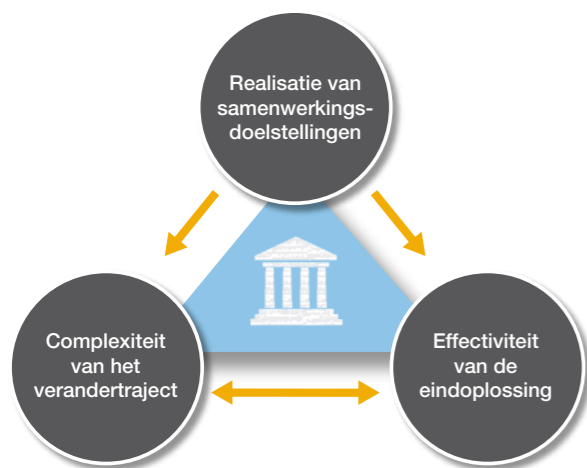 Realisatie van
samenwerkings-
doelstellingen
Complexiteit
van het
verandertraject
Effectiviteit
van de
eindoplossing